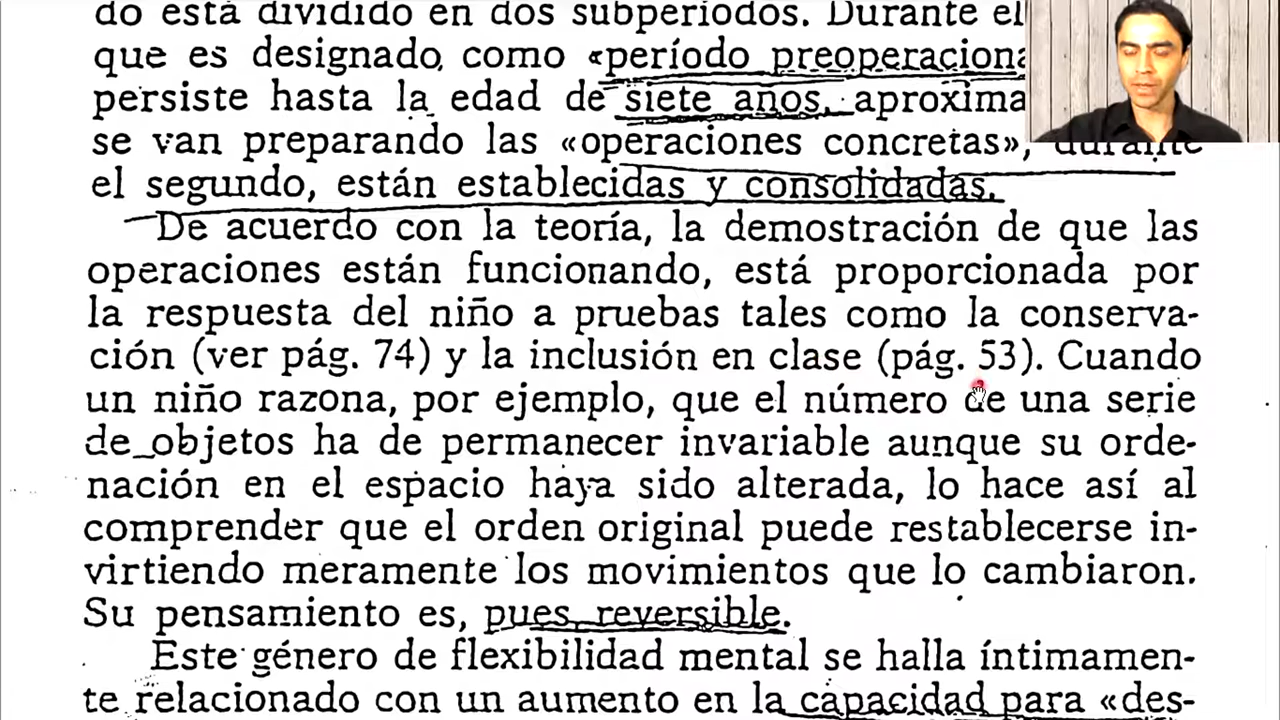 do está dividido en dos subperíodos. Durante el
que es designado como «período preoperaciona
persiste hasta la edad de siete años, aproxima
se van preparando las «operaciones concretas», durante
el segundo, están establecidas y consolidadas.
De acuerdo con la teoría, la demostración de que las
operaciones están funcionando, está proporcionada por
la respuesta del niño a pruebas tales como la conserva-
ción (ver pág. 74) y la inclusión en clase (pág. 53). Cuando
un niño razona, por ejemplo, que el número de una serie
de objetos ha de permanecer invariable aunque su orde-
nación en el espacio haya sido alterada, lo hace así al
comprender que el orden original puede restablecerse in-
virtiendo meramente los movimientos que lo cambiaron.
Su pensamiento es, pues, reversible.
Este género de flexibilidad mental se halla íntimamen-
te relacionado con un aumento en la capacidad para «des-